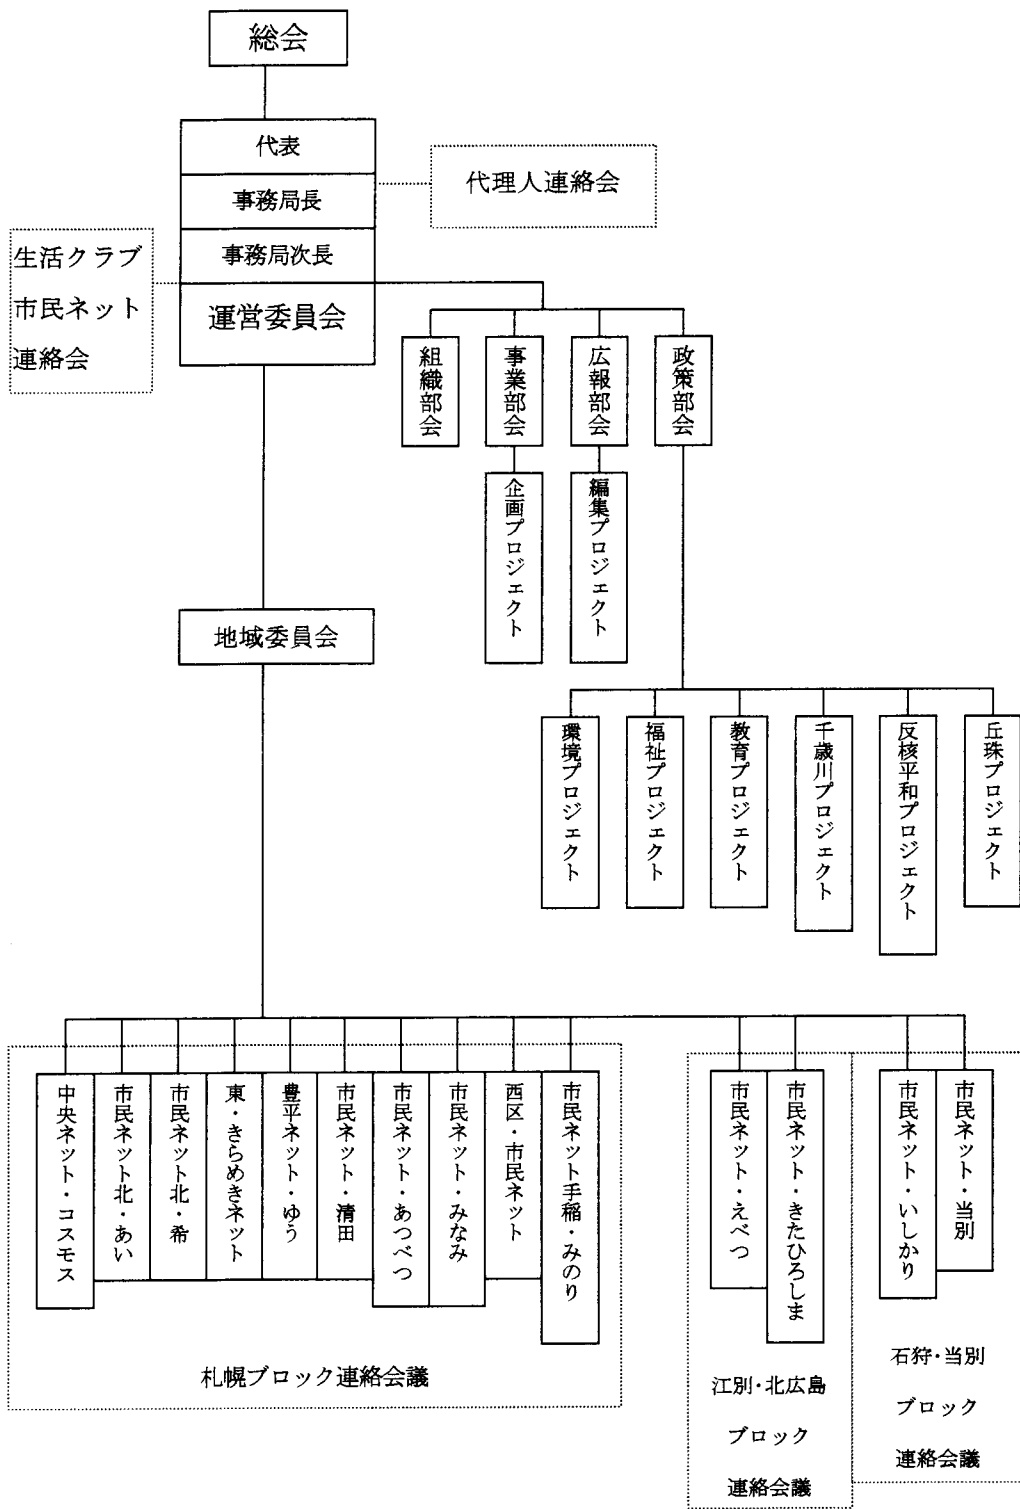 総会
代表
事務局長
事務局次長
運営委員会
代理人連絡会
生活クラブ
市民ネット
連絡会
組織部会
事業部会
広報部会
政策部会
企画プロジェクト
編集プロジェクト
地域委員会
環境プロジェクト
福祉プロジェクト
教育プロジェクト
千歳川プロジェクト
反核平和プロジェクト
丘珠プロジェクト
中央ネット・コスモス
市民ネット北・あい
市民ネット北・希
東・きらめきネット
豊平ネット・ゆう
市民ネット・清田
市民ネット・あつべつ
市民ネット・みなみ
西区・市民ネット
市民ネット手稲・みのり
市民ネット・えべつ
市民ネット・きたひろしま
市民ネット・いしかり
市民ネット・当別
札幌ブロック連絡会議
江別・北広島
ブロック
連絡会議
石狩・当別
ブロック
連絡会議